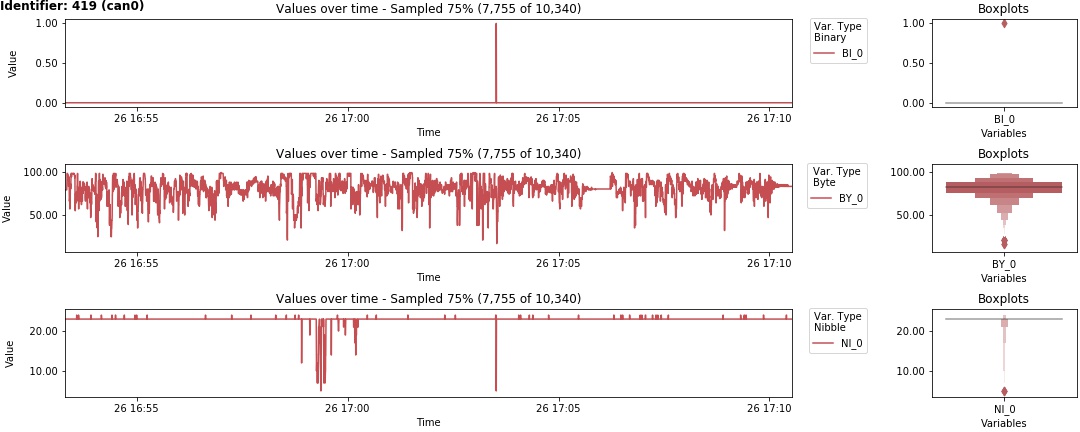 Identifier: 419 (can0)
Values over time - Sampled 75% (7,755 of 10,340)
Boxplots
1.00
0.50
0.00
Value
26 16:55
26 17:00
26 17:05
26 17:10
Time
Var. Type
Binary
BI_0
1.00
0.50
0.00
BI_0
Variables
Values over time - Sampled 75% (7,755 of 10,340)
Boxplots
100.00
50.00
Value
26 16:55
26 17:00
26 17:05
26 17:10
Time
Var. Type
Byte
BY_0
100.00
50.00
BY_0
Variables
Values over time - Sampled 75% (7,755 of 10,340)
Boxplots
20.00
10.00
Value
26 16:55
26 17:00
26 17:05
26 17:10
Time
Var. Type
Nibble
NI_0
20.00
10.00
NI_0
Variables